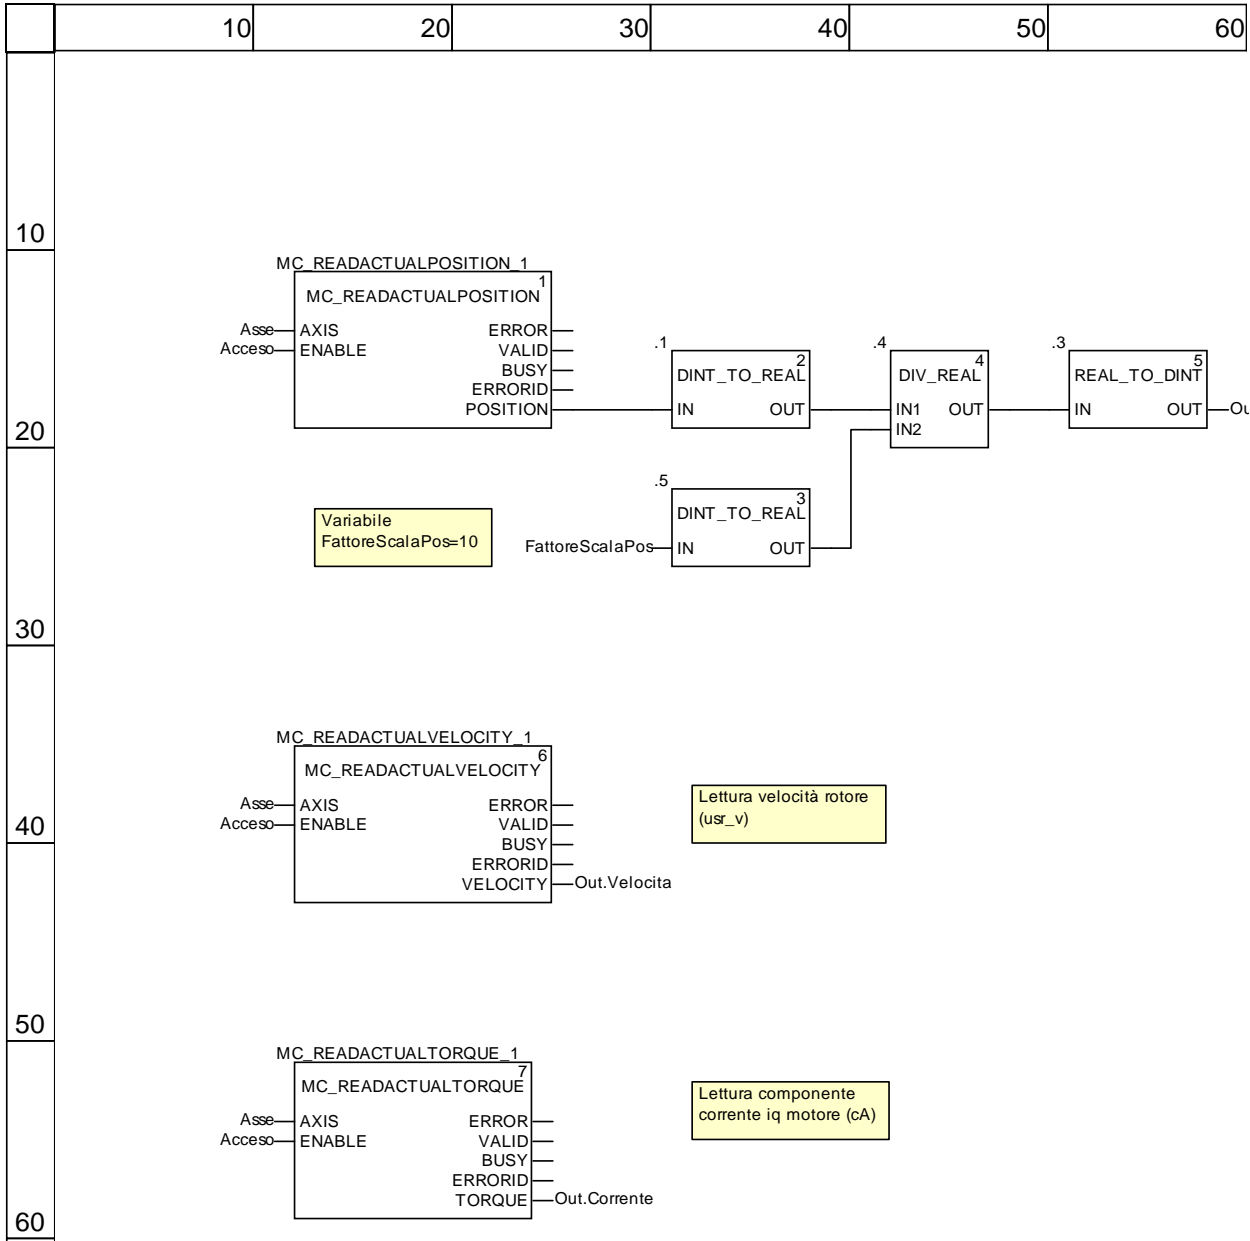 10 20 30 40 50 60
10
MC_READACTUALPOSITION_1
1
MC_READACTUALPOSITION
Asse AXIS ERROR
Acceso ENABLE VALID
BUSY
ERRORID
POSITION
.1
2
DINT_TO_REAL
IN OUT
.4
4
DIV_REAL
IN1 OUT
IN2
.3
5
REAL_TO_DINT
IN OUT
20
.5
3
DINT_TO_REAL
FattoreScalaPos IN OUT
Variabile
FattoreScalaPos=10
30
MC_READACTUALVELOCITY_1
6
MC_READACTUALVELOCITY
Asse AXIS ERROR
Acceso ENABLE VALID
BUSY
ERRORID
VELOCITY Out.Velocita
Lettura velocità rotore
(usr_v)
40
50
MC_READACTUALTORQUE_1
7
MC_READACTUALTORQUE
Asse AXIS ERROR
Acceso ENABLE VALID
BUSY
ERRORID
TORQUE Out.Corrente
Lettura componente
corrente iq motore (cA)
60